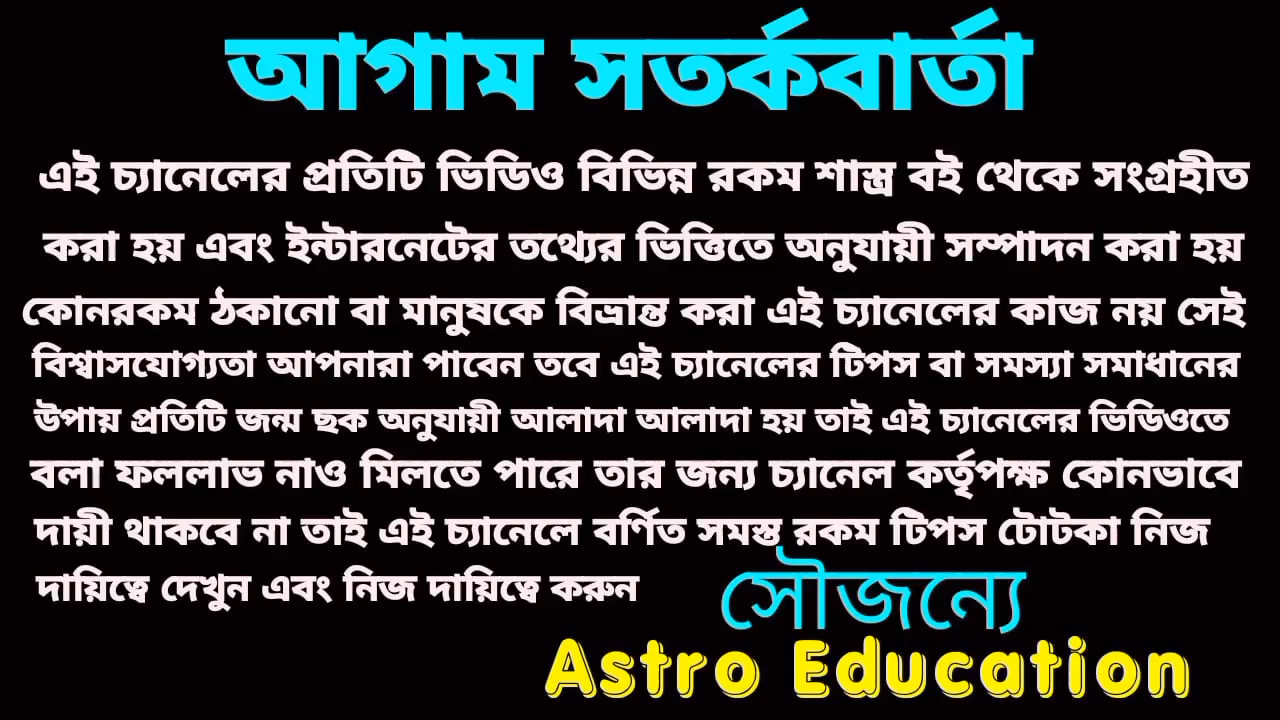 আগাম সতর্কবার্তা
এই চ্যানেলের প্রতিটি ভিডিও বিভিন্ন রকম শাস্ত্র বই থেকে সংগ্রহীত
করা হয় এবং ইন্টারনেটের তথ্যের ভিত্তিতে অনুযায়ী সম্পাদন করা হয়
কোনরকম ঠকানো বা মানুষকে বিভ্রান্ত করা এই চ্যানেলের কাজ নয় সেই
বিশ্বাসযোগ্যতা আপনারা পাবেন তবে এই চ্যানেলের টিপস বা সমস্যা সমাধানের
উপায় প্রতিটি জন্ম ছক অনুযায়ী আলাদা আলাদা হয় তাই এই চ্যানেলের ভিডিওতে
বলা ফললাভ নাও মিলতে পারে তার জন্য চ্যানেল কর্তৃপক্ষ কোনভাবে
দায়ী থাকবে না তাই এই চ্যানেলে বর্ণিত সমস্ত রকম টিপস টোটকা নিজ
দায়িত্বে দেখুন এবং নিজ দায়িত্বে করুন
সৌজন্যে
Astro Education